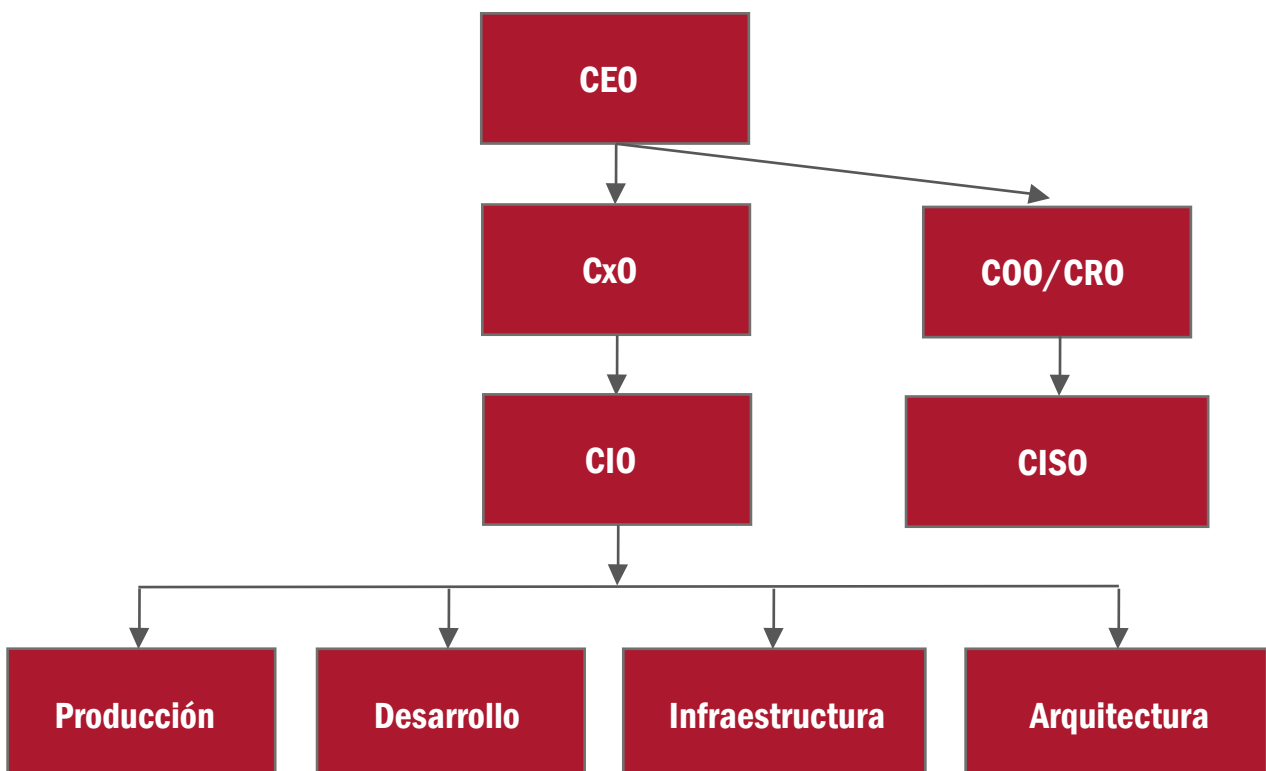 CEO
CxO
COO/CRO
CIO
CISO
Producción
Desarrollo
Infraestructura
Arquitectura